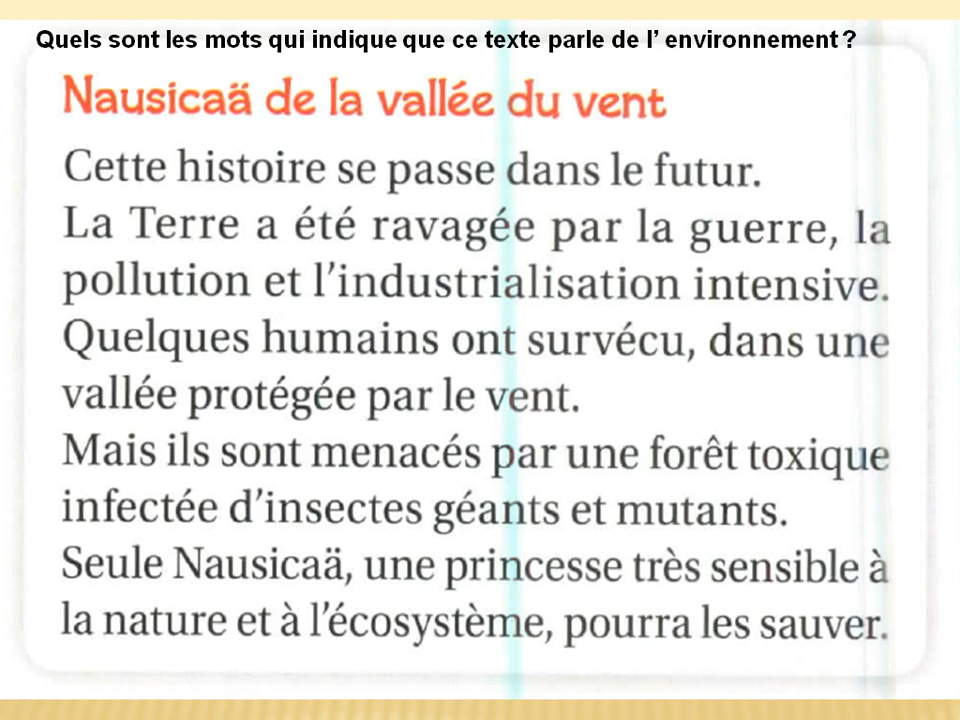 Quels sont les mots qui indique que ce texte parle de l' environnement ?
Nausicaä de la vallée du vent
Cette histoire se passe dans le futur.
La Terre a été ravagée par la guerre, la
pollution et l'industrialisation intensive.
Quelques humains ont survécu, dans une
vallée protégée par le vent.
Mais ils sont menacés par une forêt toxique
infectée d'insectes géants et mutants.
Seule Nausicaä, une princesse très sensible à
la nature et à l'écosystème, pourra les sauver.